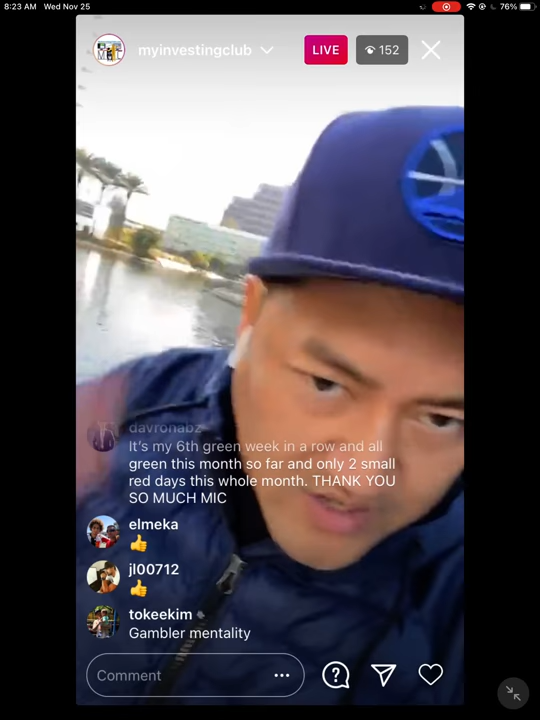 8:23 AM Wed Nov 25
76%
myinvestingclub
LIVE
152
davronabz
It's my 6th green week in a row and all
green this month so far and only 2 small
red days this whole month. THANK YOU
SO MUCH MIC
elmeka
👍
jl00712
👍
tokeekim
Gambler mentality
Comment